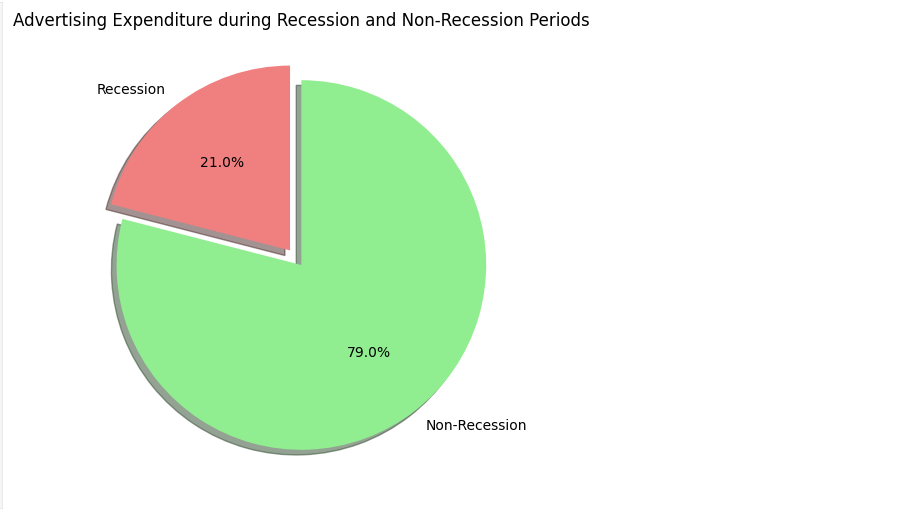 Advertising Expenditure during Recession and Non-Recession Periods
Recession
21.0%
79.0%
Non-Recession